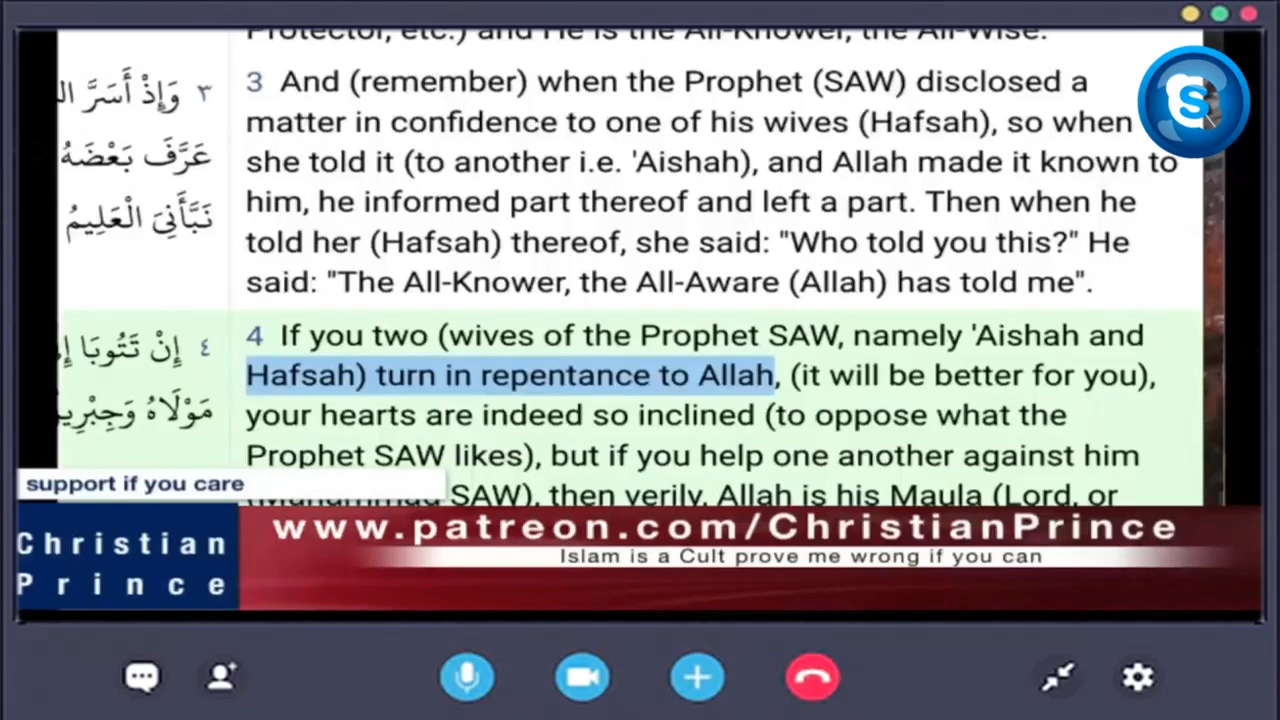 Protector, etc.) and He is the All-Knower, the All-Wise.
3 And (remember) when the Prophet (SAW) disclosed a
matter in confidence to one of his wives (Hafsah), so when
she told it (to another i.e. 'Aishah), and Allah made it known to
him, he informed part thereof and left a part. Then when he
told her (Hafsah) thereof, she said: "Who told you this?" He
said: "The All-Knower, the All-Aware (Allah) has told me".
٣ وَإِذْ أَسَرَّ
عَرَّفَ بَعْضَهُ
نَبَّأَنِيَ الْعَلِيمُ
4 If you two (wives of the Prophet SAW, namely 'Aishah and
Hafsah) turn in repentance to Allah, (it will be better for you),
your hearts are indeed so inclined (to oppose what the
Prophet SAW likes), but if you help one another against him
(Muhammad SAW), then verily, Allah is his Maula (Lord, or
٤ إِنْ تَتُوبَا
مَوْلَاهُ وَجِبْرِيلُ
S
support if you care
Christian
Prince
www.patreon.com/ChristianPrince
Islam is a Cult prove me wrong if you can